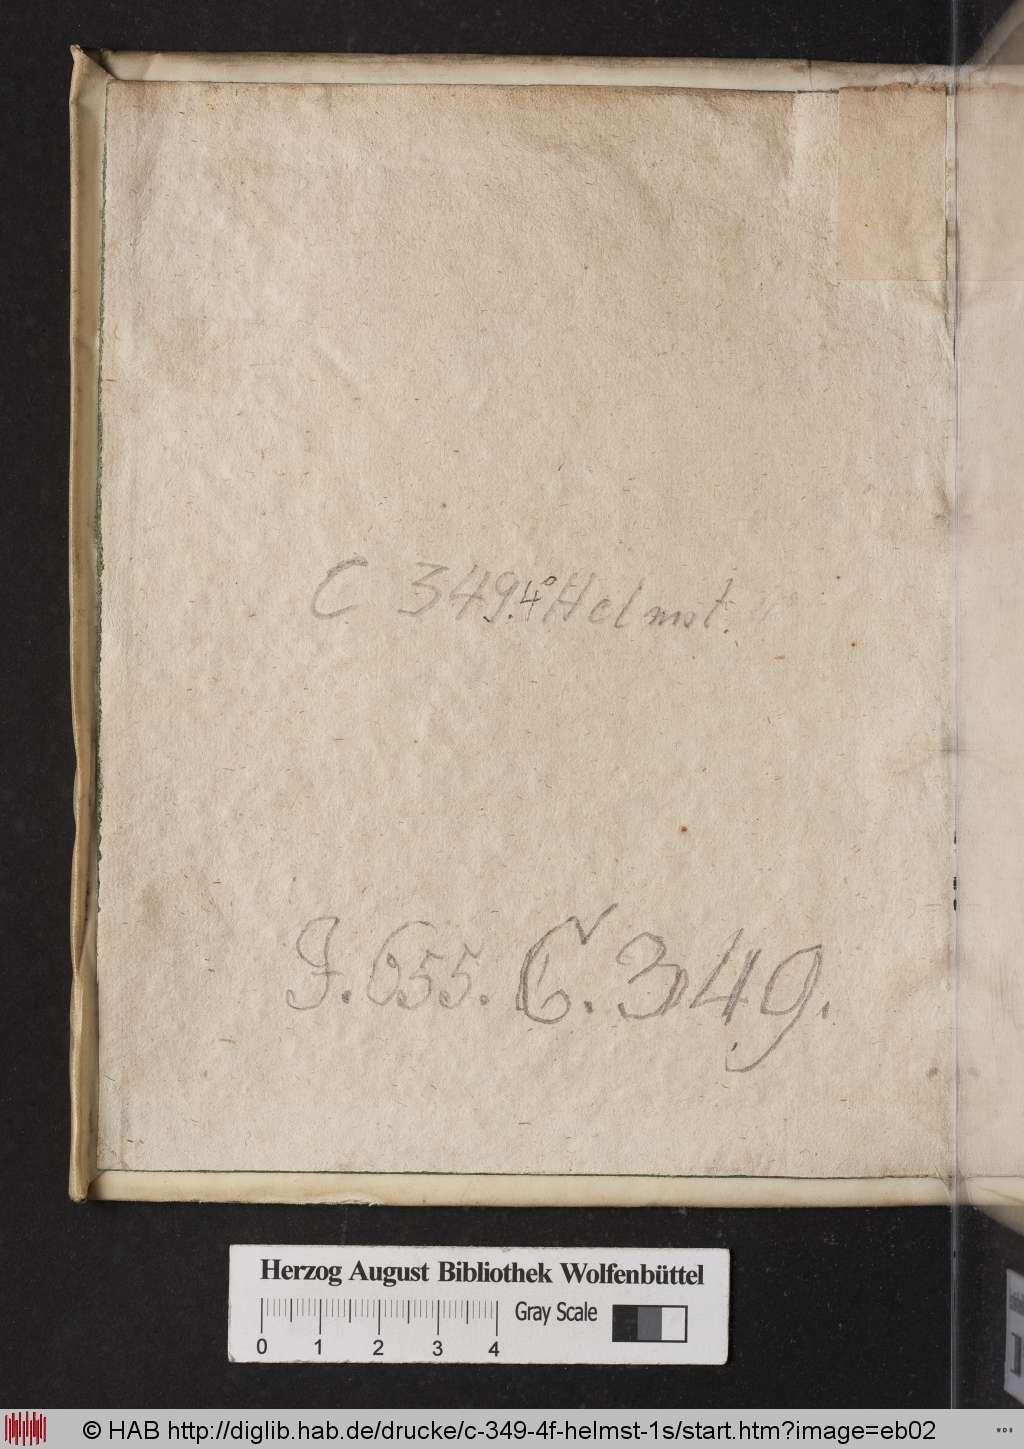 C 349.4° Helmst.
J. 655. C. 349.
Herzog August Bibliothek Wolfenbüttel
Gray Scale
0 1 2 3 4
© HAB http://diglib.hab.de/drucke/c-349-4f-helmst-1s/start.htm?image=eb02